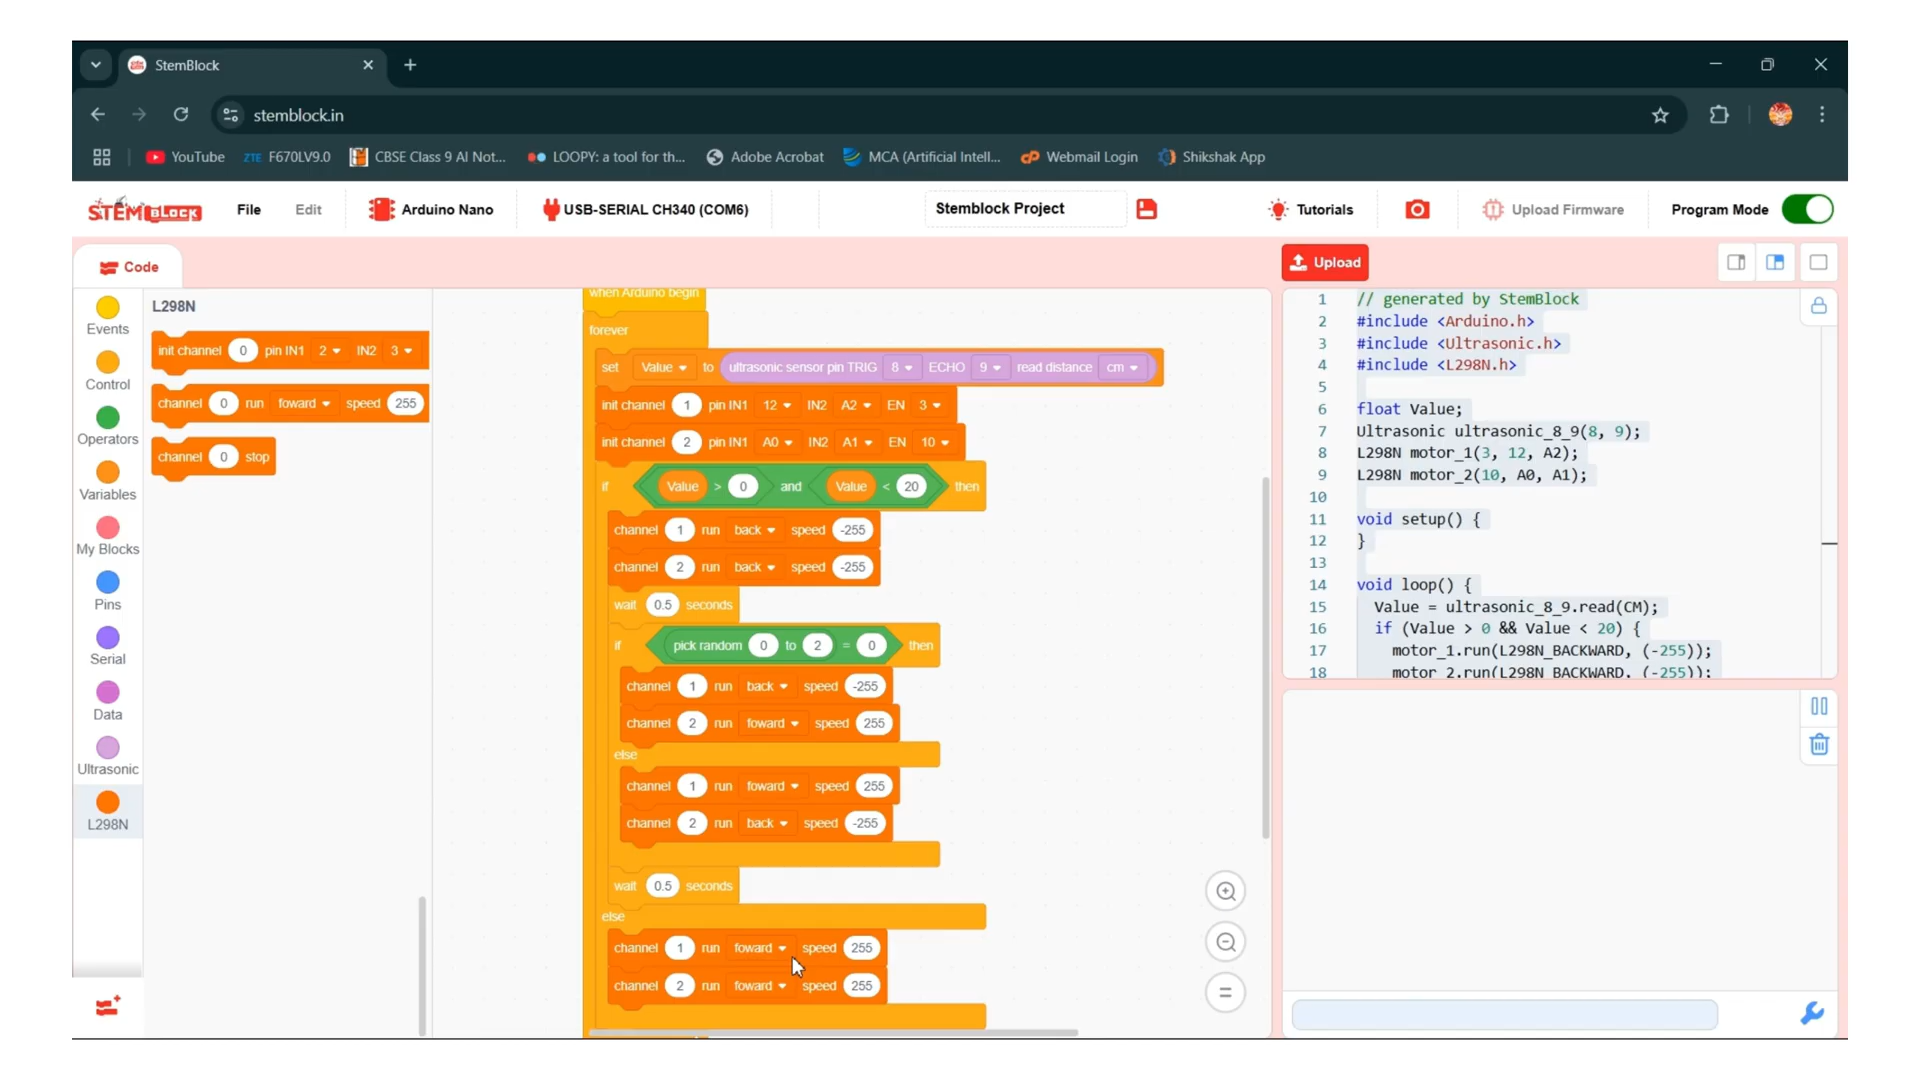 StemBlock
stemblock.in
YouTube
ZTE F670LV9.0
CBSE Class 9 AI Not...
LOOPY: a tool for th...
Adobe Acrobat
MCA (Artificial Intell...
Webmail Login
Shikshak App
STEM BLOCK
File
Edit
Arduino Nano
USB-SERIAL CH340 (COM6)
Stemblock Project
Tutorials
Upload Firmware
Program Mode
Code
Upload
Events
Control
Operators
Variables
My Blocks
Pins
Serial
Data
Ultrasonic
L298N
L298N
init channel 0 pin IN1 2 IN2 3
channel 0 run foward speed 255
channel 0 stop
when Arduino begin
forever
set Value to ultrasonic sensor pin TRIG 8 ECHO 9 read distance cm
init channel 1 pin IN1 12 IN2 A2 EN 3
init channel 2 pin IN1 A0 IN2 A1 EN 10
if Value > 0 and Value < 20 then
channel 1 run back speed -255
channel 2 run back speed -255
wait 0.5 seconds
if pick random 0 to 2 = 0 then
channel 1 run back speed -255
channel 2 run foward speed 255
else
channel 1 run foward speed 255
channel 2 run back speed -255
wait 0.5 seconds
else
channel 1 run foward speed 255
channel 2 run foward speed 255
1 // generated by StemBlock
2 #include <Arduino.h>
3 #include <Ultrasonic.h>
4 #include <L298N.h>
5
6 float Value;
7 Ultrasonic ultrasonic_8_9(8, 9);
8 L298N motor_1(3, 12, A2);
9 L298N motor_2(10, A0, A1);
10
11 void setup() {
12 }
13
14 void loop() {
15 Value = ultrasonic_8_9.read(CM);
16 if (Value > 0 && Value < 20) {
17 motor_1.run(L298N_BACKWARD, (-255));
18 motor_2.run(L298N_BACKWARD, (-255));